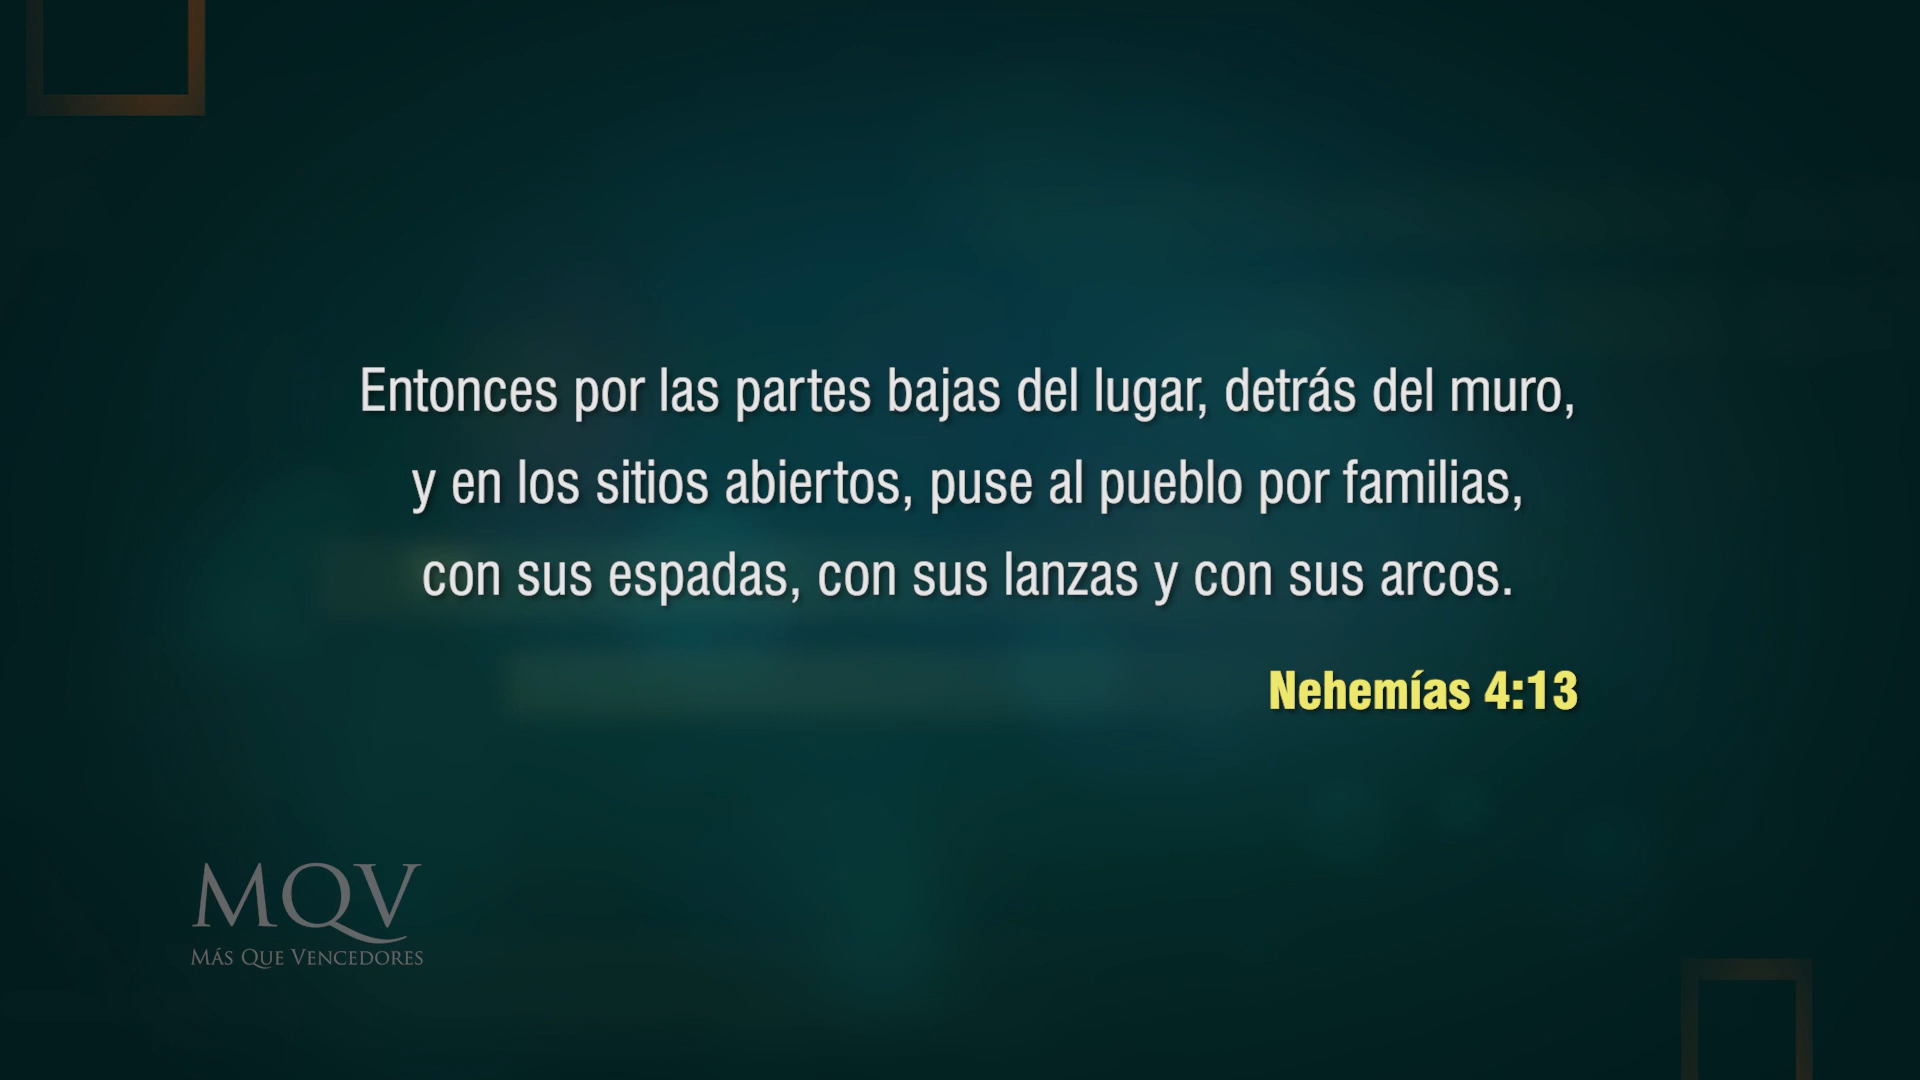 Entonces por las partes bajas del lugar, detrás del muro,
y en los sitios abiertos, puse al pueblo por familias,
con sus espadas, con sus lanzas y con sus arcos.
Nehemías 4:13
MQV
MÁS QUE VENCEDORES